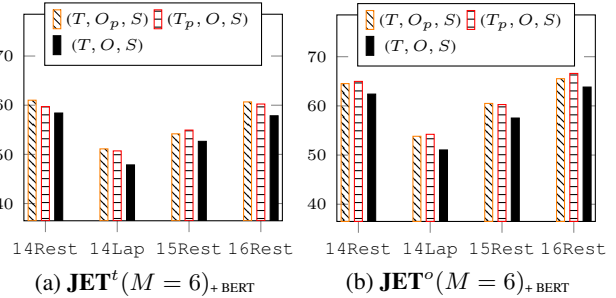 (T, O_p, S) (T_p, O, S)
(T, O, S)
70
60
50
40
14Rest 14Lap 15Rest 16Rest
(a) JET^t(M = 6)+ BERT
(T, O_p, S) (T_p, O, S)
(T, O, S)
70
60
50
40
14Rest 14Lap 15Rest 16Rest
(b) JET^o(M = 6)+ BERT